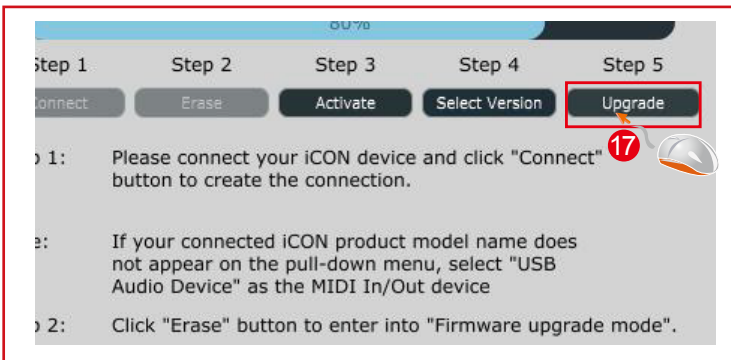 80%
Step 1 Step 2 Step 3 Step 4 Step 5
Connect Erase Activate Select Version Upgrade
17
p 1: Please connect your iCON device and click "Connect"
button to create the connection.
e: If your connected iCON product model name does
not appear on the pull-down menu, select "USB
Audio Device" as the MIDI In/Out device
p 2: Click "Erase" button to enter into "Firmware upgrade mode".